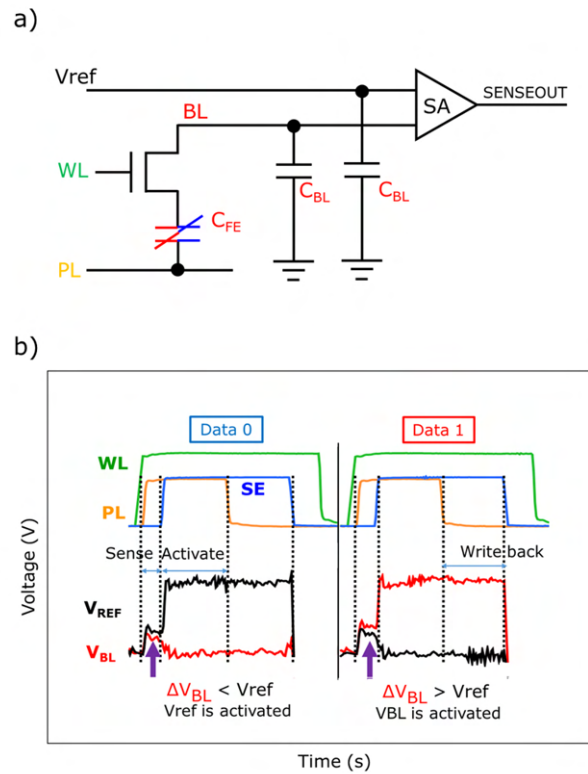 a)
Vref
SA
SENSEOUT
BL
WL
C_BL
C_BL
C_FE
PL
b)
Data 0
Data 1
WL
SE
PL
Sense Activate
Write back
V_REF
V_BL
ΔV_BL < Vref
Vref is activated
ΔV_BL > Vref
VBL is activated
Voltage (V)
Time (s)